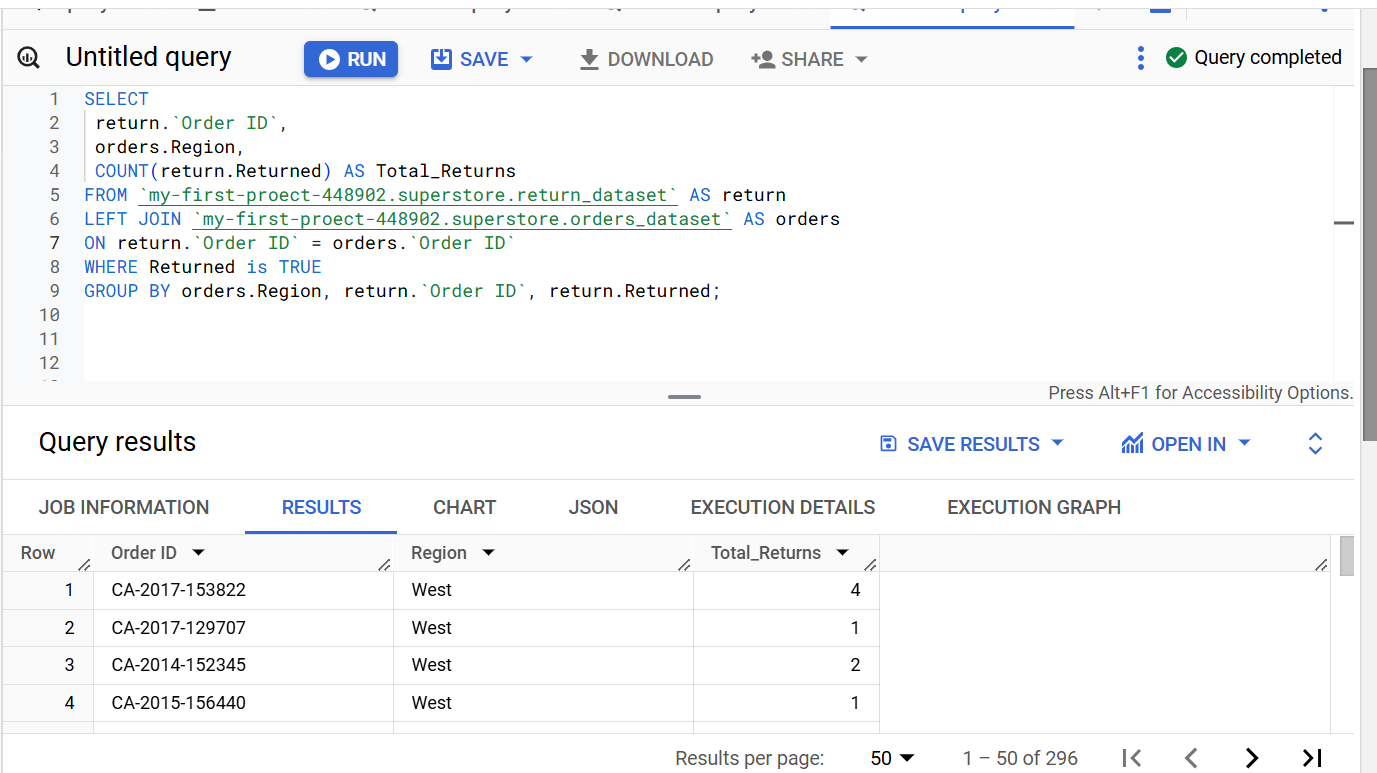 Untitled query RUN SAVE DOWNLOAD SHARE Query completed
1 SELECT
2 return.`Order ID`,
3 orders.Region,
4 COUNT(return.Returned) AS Total_Returns
5 FROM `my-first-proect-448902.superstore.return_dataset` AS return
6 LEFT JOIN `my-first-proect-448902.superstore.orders_dataset` AS orders
7 ON return.`Order ID` = orders.`Order ID`
8 WHERE Returned is TRUE
9 GROUP BY orders.Region, return.`Order ID`, return.Returned;
10
11
12
Press Alt+F1 for Accessibility Options.
Query results SAVE RESULTS OPEN IN
JOB INFORMATION RESULTS CHART JSON EXECUTION DETAILS EXECUTION GRAPH
Row Order ID Region Total_Returns
1 CA-2017-153822 West 4
2 CA-2017-129707 West 1
3 CA-2014-152345 West 2
4 CA-2015-156440 West 1
Results per page: 50 1 – 50 of 296